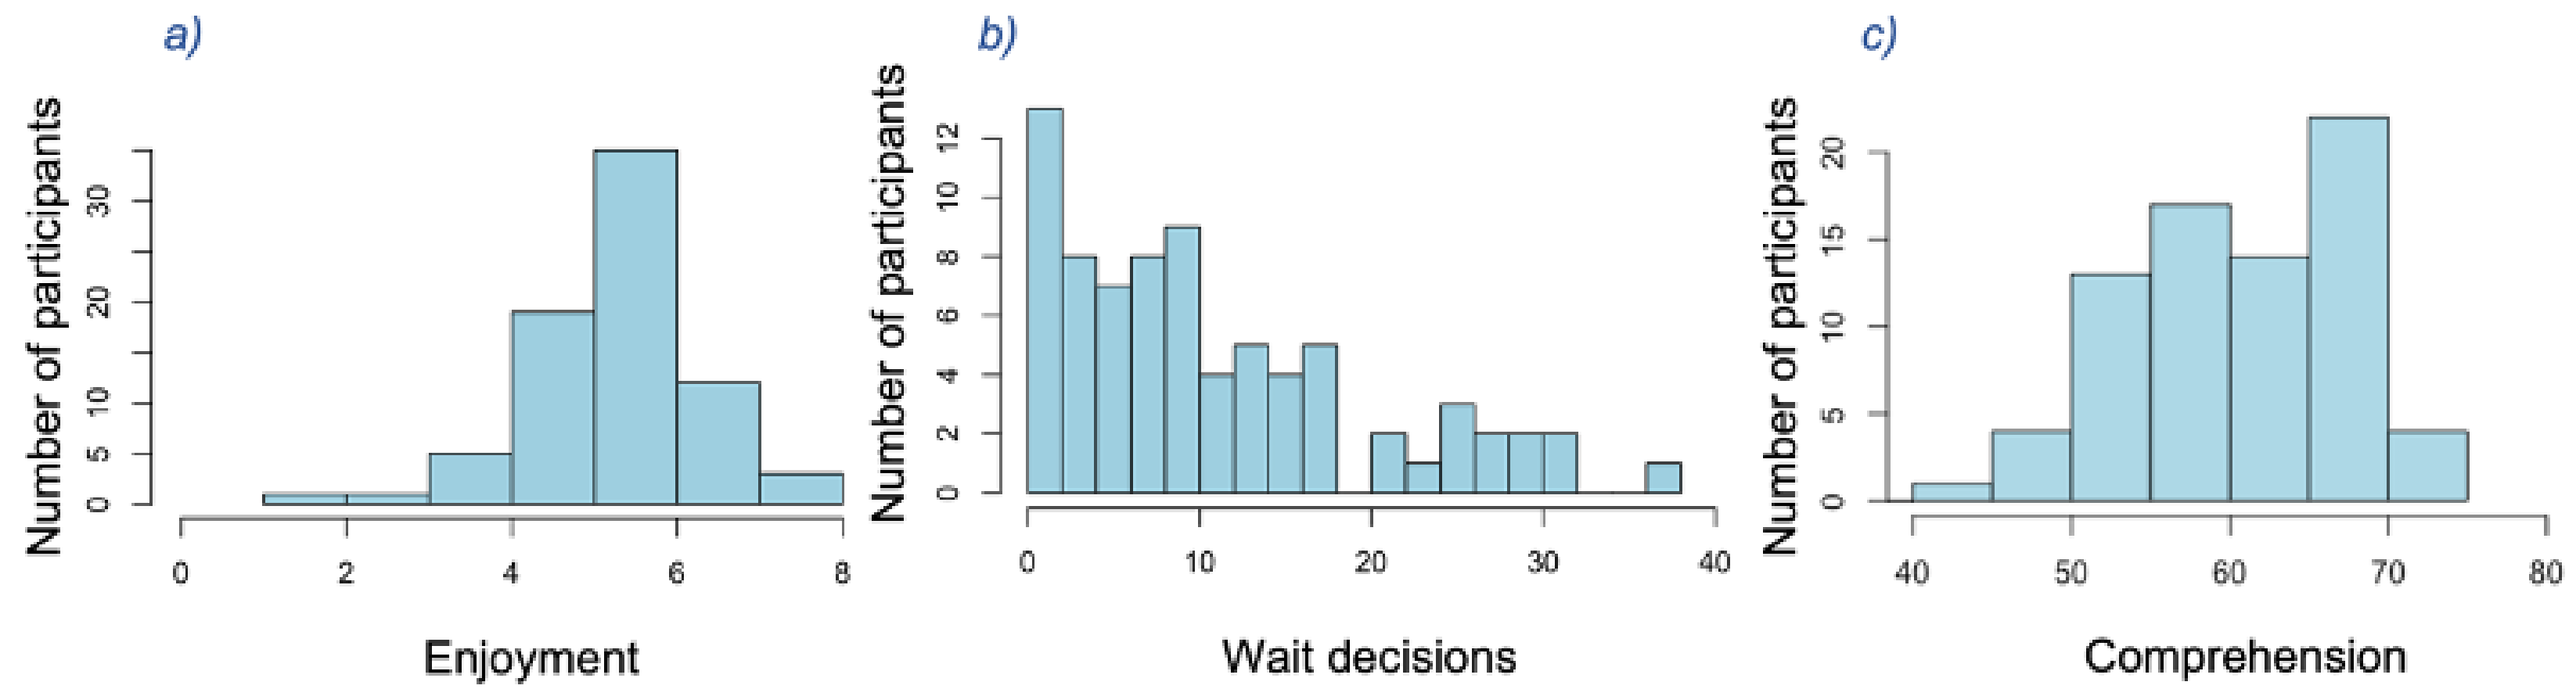 a)
Number of participants
0 5 10 20 30
0 2 4 6 8
Enjoyment
b)
Number of participants
0 2 4 6 8 10 12
0 10 20 30 40
Wait decisions
c)
Number of participants
0 5 10 15 20
40 50 60 70 80
Comprehension